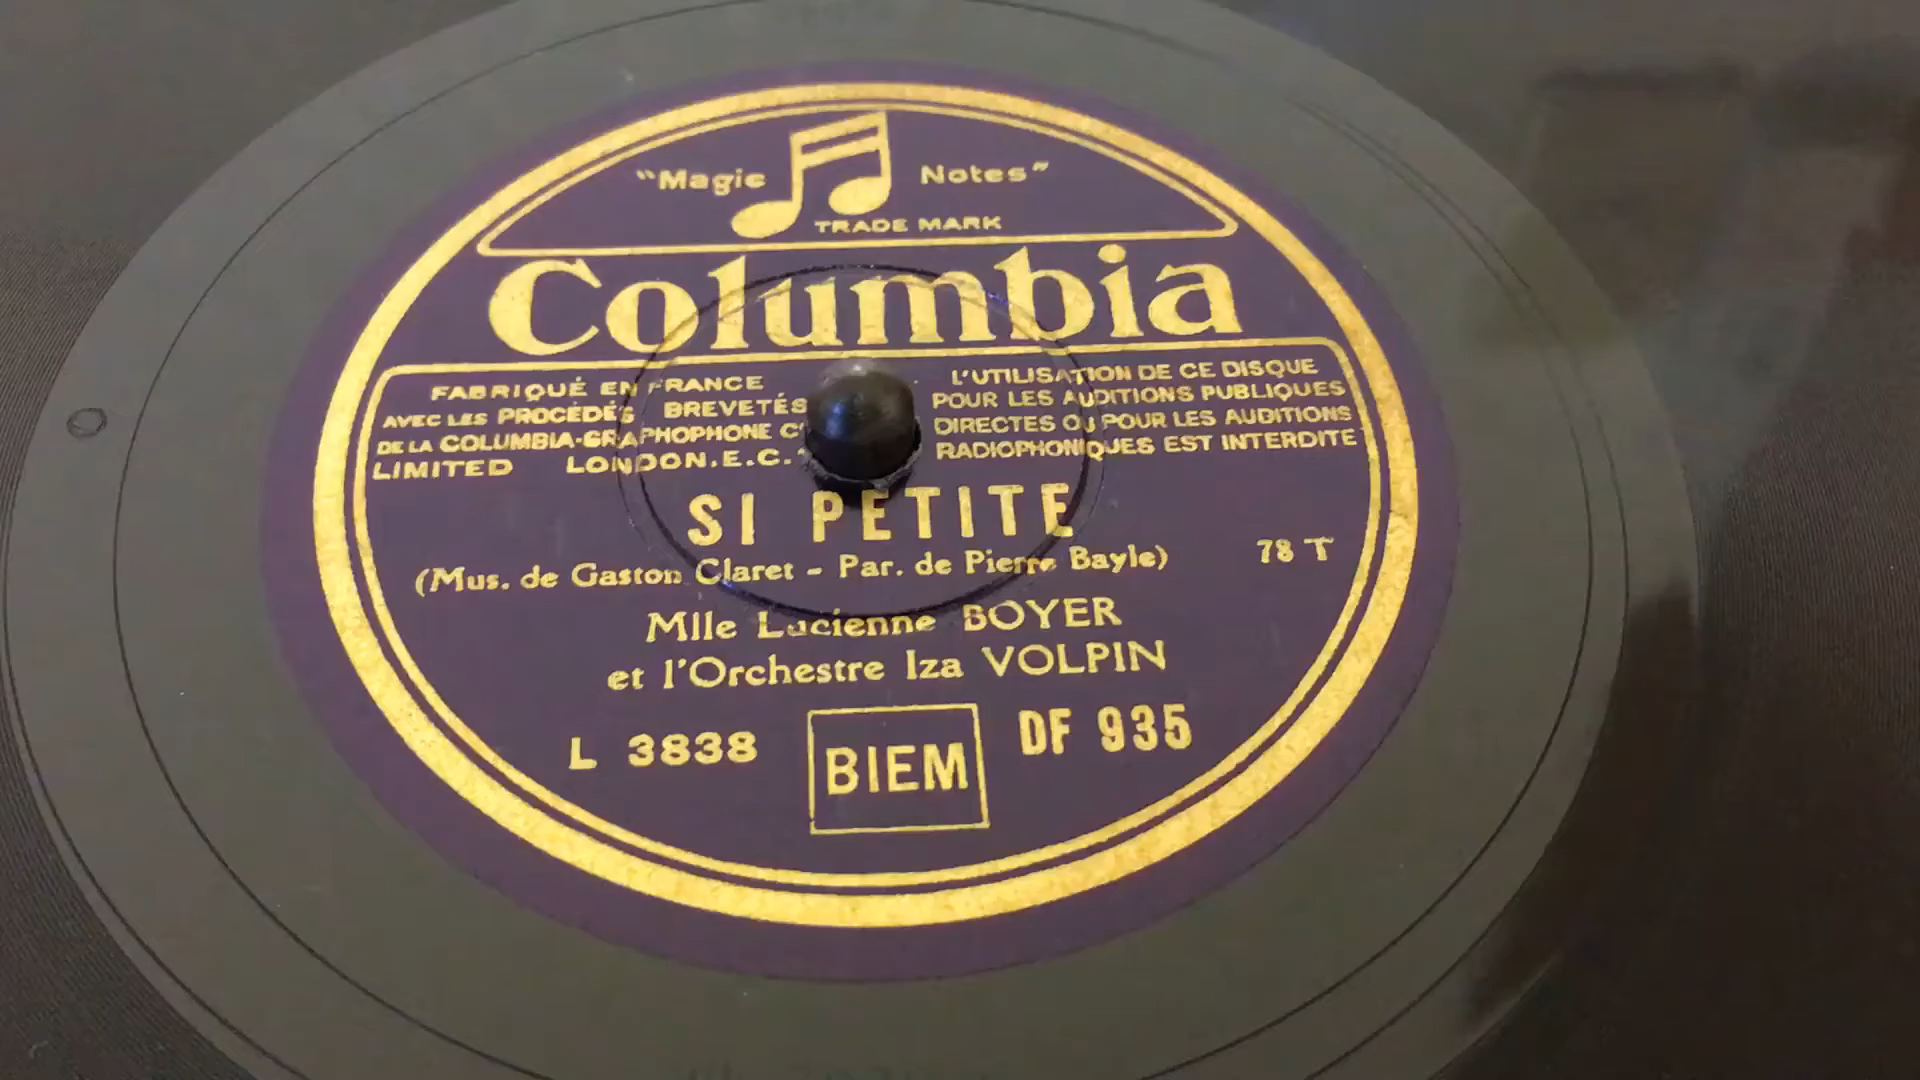 "Magic Notes"
TRADE MARK
Columbia
FABRIQUÉ EN FRANCE
AVEC LES PROCÉDÉS BREVETÉS
DE LA COLUMBIA-GRAPHOPHONE
LIMITED LONDON.E.C.
L'UTILISATION DE CE DISQUE
POUR LES AUDITIONS PUBLIQUES
DIRECTES OU POUR LES AUDITIONS
RADIOPHONIQUES EST INTERDITE
SI PETITE
(Mus. de Gaston Claret - Par. de Pierre Bayle)
78 T
Mlle Lucienne BOYER
et l'Orchestre Iza VOLPIN
L 3838
BIEM
DF 935